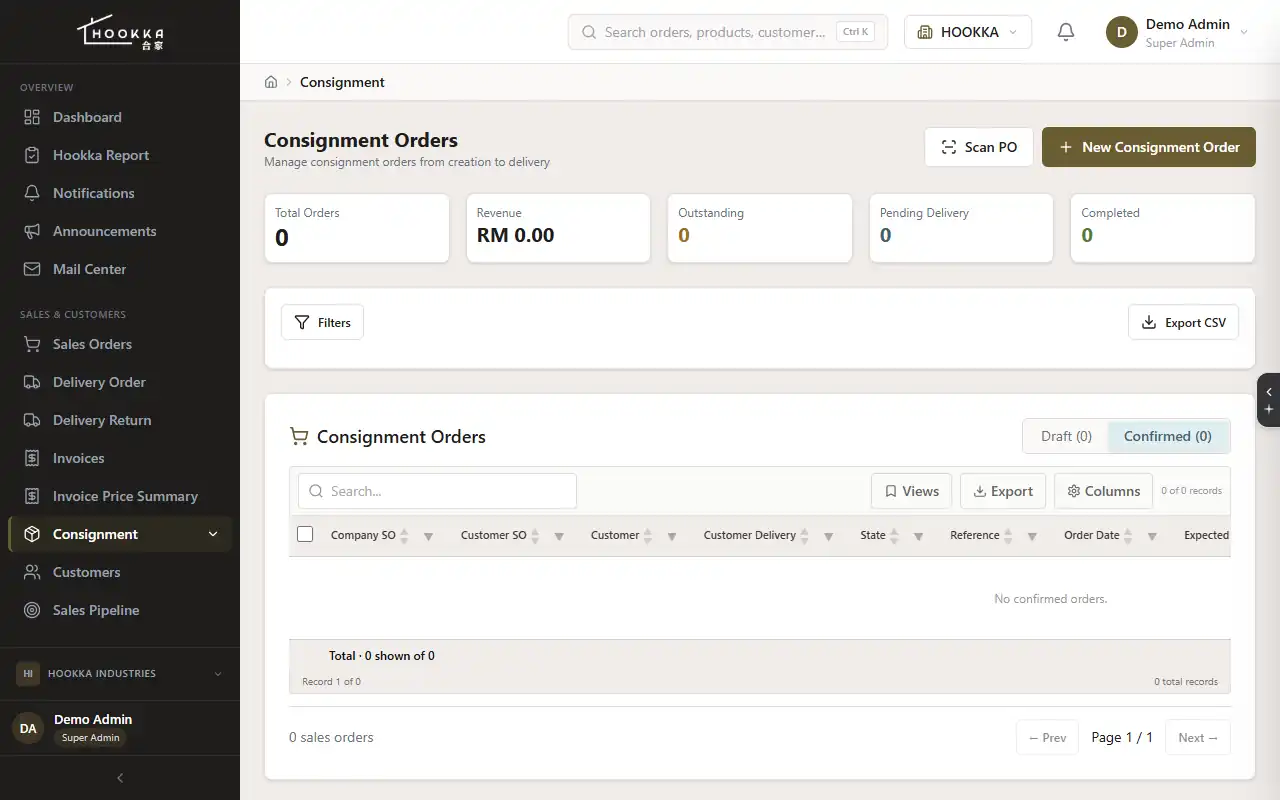 HOOKKA
合家
Search orders, products, customer...
Ctrl K
HOOKKA
D
Demo Admin
Super Admin
Consignment
OVERVIEW
Dashboard
Hookka Report
Notifications
Announcements
Mail Center
SALES & CUSTOMERS
Sales Orders
Delivery Order
Delivery Return
Invoices
Invoice Price Summary
Consignment
Customers
Sales Pipeline
HI
HOOKKA INDUSTRIES
DA
Demo Admin
Super Admin
Consignment Orders
Manage consignment orders from creation to delivery
Scan PO
New Consignment Order
Total Orders
0
Revenue
RM 0.00
Outstanding
0
Pending Delivery
0
Completed
0
Filters
Export CSV
Consignment Orders
Draft (0)
Confirmed (0)
Search...
Views
Export
Columns
0 of 0 records
Company SO
Customer SO
Customer
Customer Delivery
State
Reference
Order Date
Expected
No confirmed orders.
Total · 0 shown of 0
Record 1 of 0
0 total records
0 sales orders
← Prev
Page 1 / 1
Next →